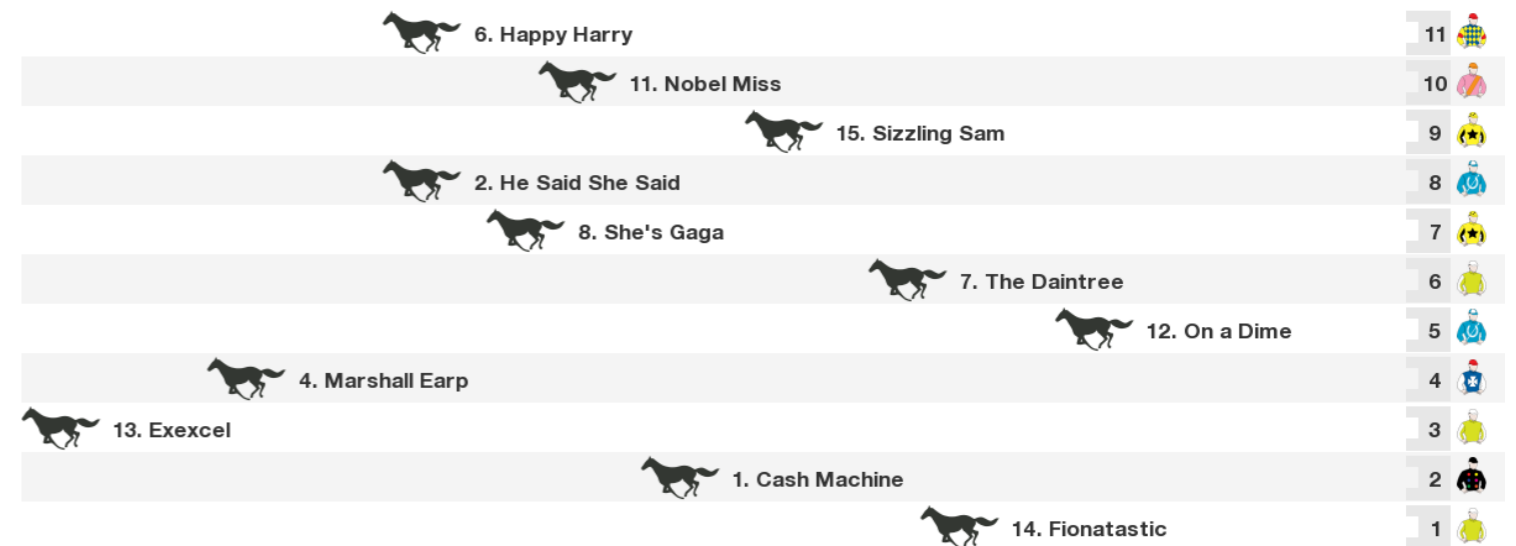 6. Happy Harry 11
11. Nobel Miss 10
15. Sizzling Sam 9
2. He Said She Said 8
8. She's Gaga 7
7. The Daintree 6
12. On a Dime 5
4. Marshall Earp 4
13. Exexcel 3
1. Cash Machine 2
14. Fionatastic 1